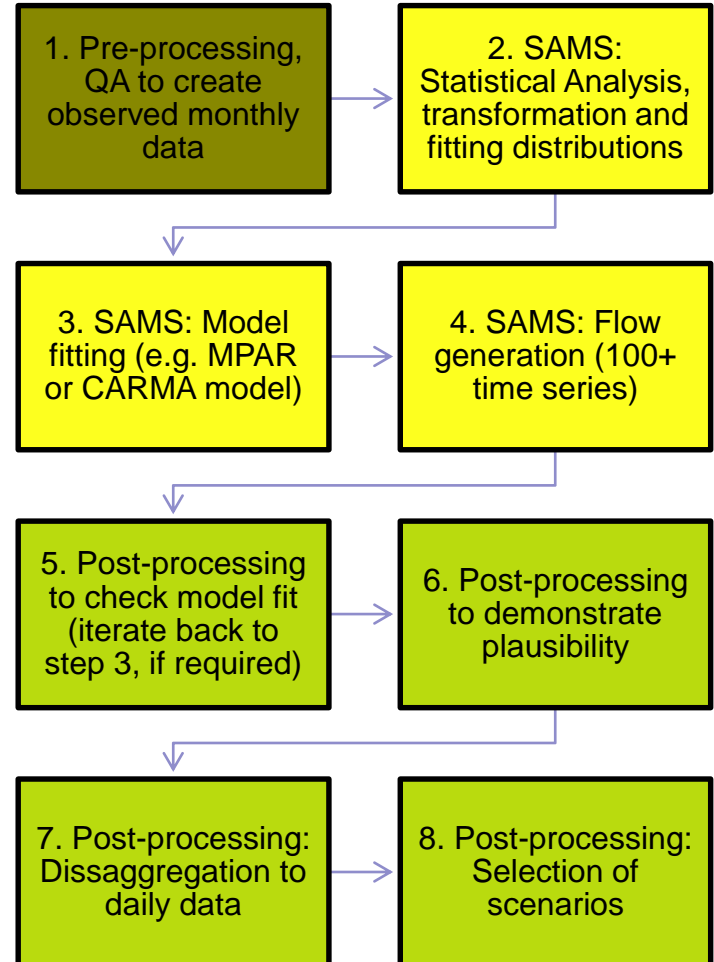 1. Pre-processing,
QA to create
observed monthly
data
2. SAMS:
Statistical Analysis,
transformation and
fitting distributions
3. SAMS: Model
fitting (e.g. MPAR
or CARMA model)
4. SAMS: Flow
generation (100+
time series)
5. Post-processing
to check model fit
(iterate back to
step 3, if required)
6. Post-processing
to demonstrate
plausibility
7. Post-processing:
Dissaggregation to
daily data
8. Post-processing:
Selection of
scenarios